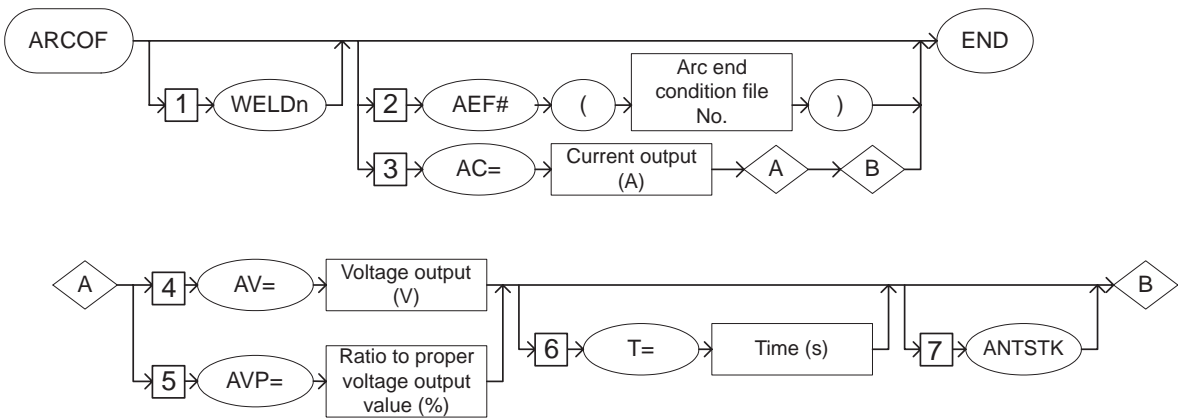 ARCOF
END
1
WELDn
2
AEF#
(
Arc end
condition file
No.
)
3
AC=
Current output
(A)
A
B
A
4
AV=
Voltage output
(V)
B
5
AVP=
Ratio to proper
voltage output
value (%)
6
T=
Time (s)
7
ANTSTK